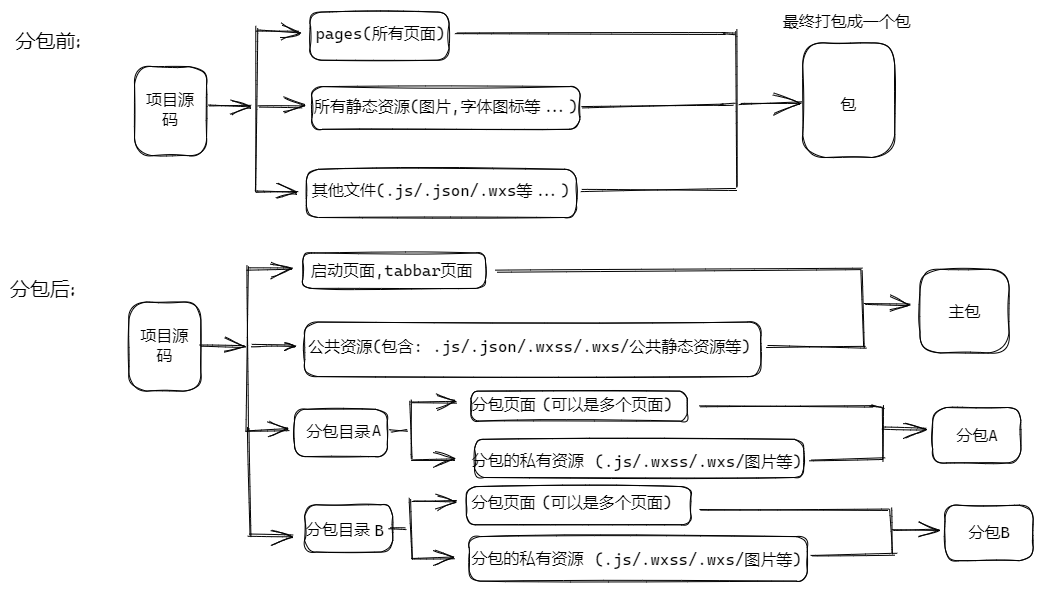 分包前:
最终打包成一个包
pages(所有页面)
项目源
码
所有静态资源(图片,字体图标等...)
包
其他文件(.js/.json/.wxs等...)
分包后:
启动页面,tabbar页面
主包
项目源
码
公共资源(包含: .js/.json/.wxss/.wxs/公共静态资源等)
分包页面 (可以是多个页面)
分包目录A
分包A
分包的私有资源 (.js/.wxss/.wxs/图片等)
分包页面 (可以是多个页面)
分包目录 B
分包B
分包的私有资源 (.js/.wxss/.wxs/图片等)